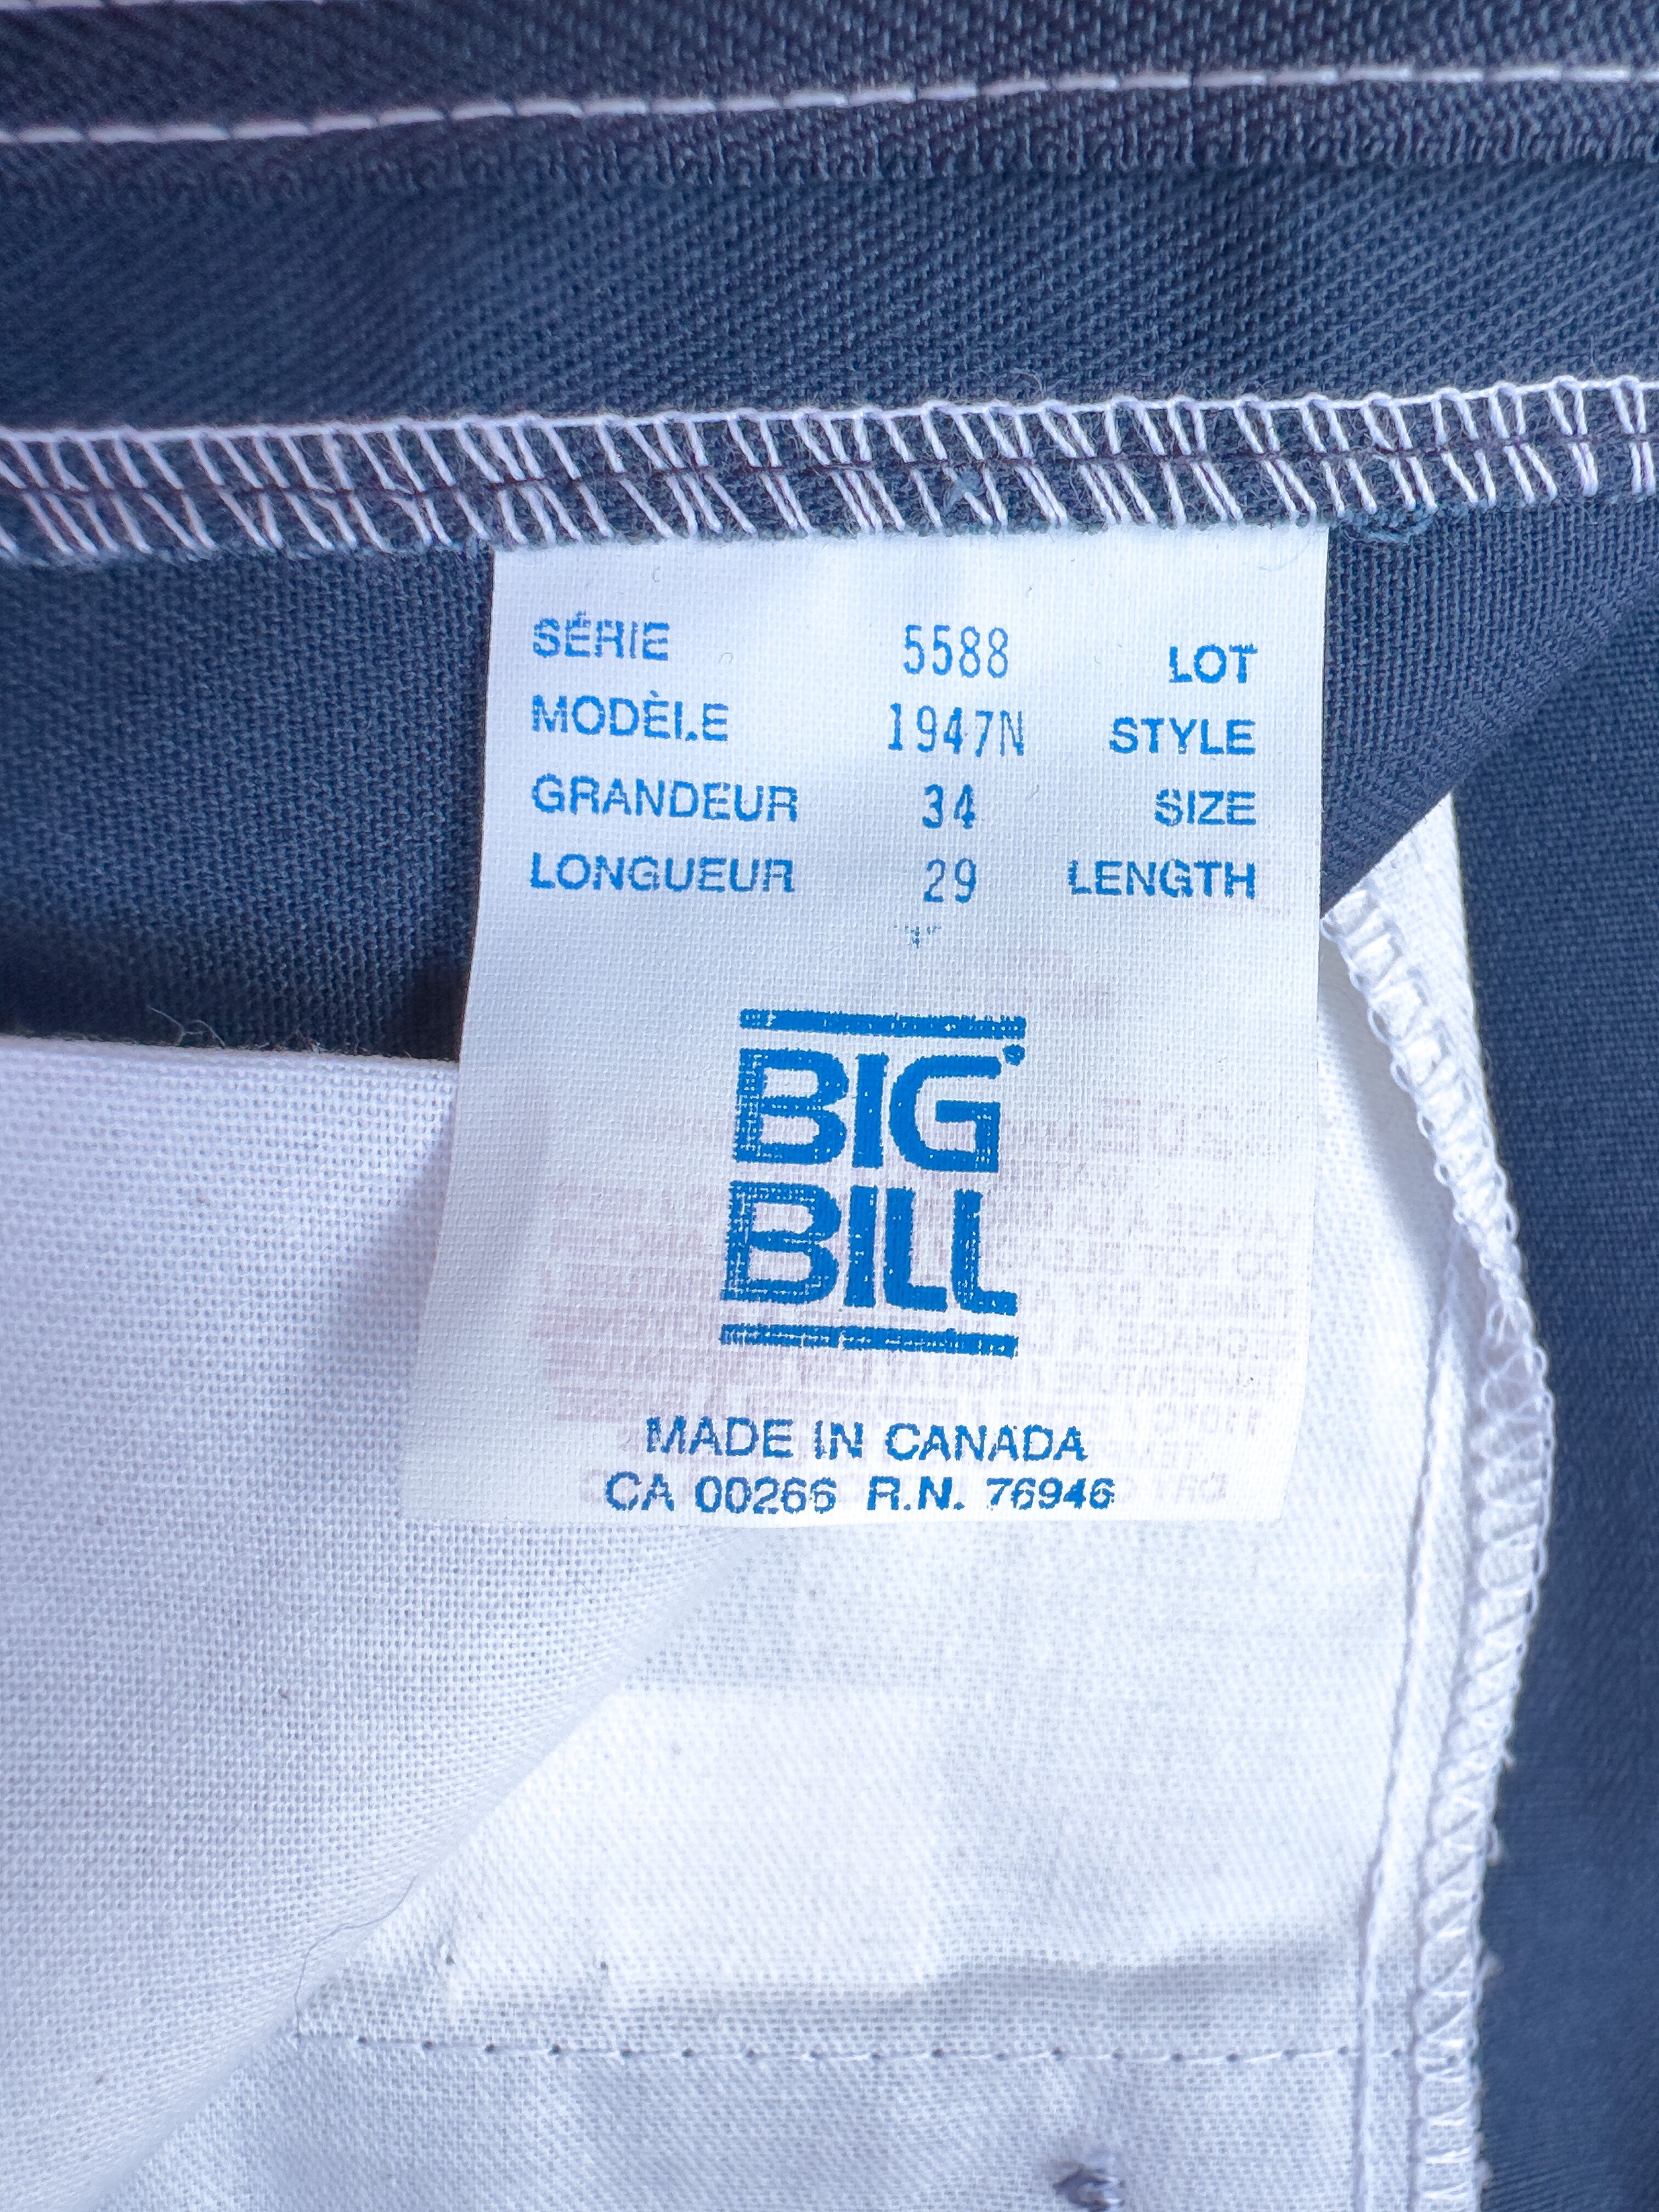 SÉRIE 5588 LOT
MODÈLE 1947N STYLE
GRANDEUR 34 SIZE
LONGUEUR 29 LENGTH
BIG
BILL
MADE IN CANADA
CA 00266 R.N. 76946